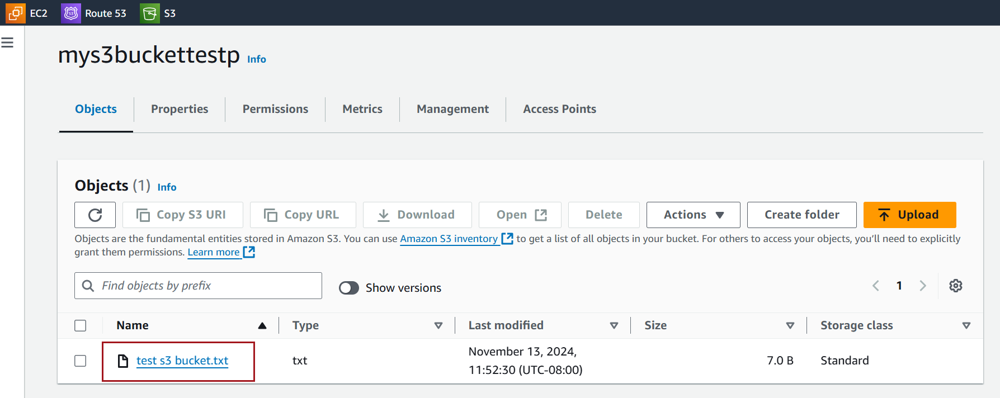 EC2 Route 53 S3
mys3buckettestp Info
Objects Properties Permissions Metrics Management Access Points
Objects (1) Info
Copy S3 URI Copy URL Download Open Delete Actions Create folder Upload
Objects are the fundamental entities stored in Amazon S3. You can use Amazon S3 inventory to get a list of all objects in your bucket. For others to access your objects, you’ll need to explicitly
grant them permissions. Learn more
Find objects by prefix Show versions 1
Name Type Last modified Size Storage class
test s3 bucket.txt txt November 13, 2024, 7.0 B Standard
11:52:30 (UTC-08:00)